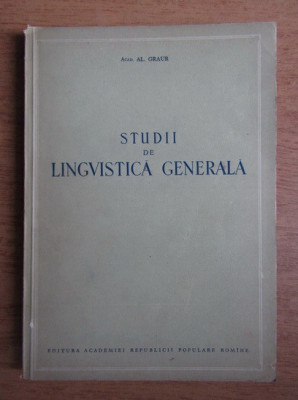 Acad. AL. GRAUR
STUDII
DE
LINGVISTICĂ GENERALĂ
EDITURA ACADEMIEI REPUBLICII POPULARE ROMÎNE